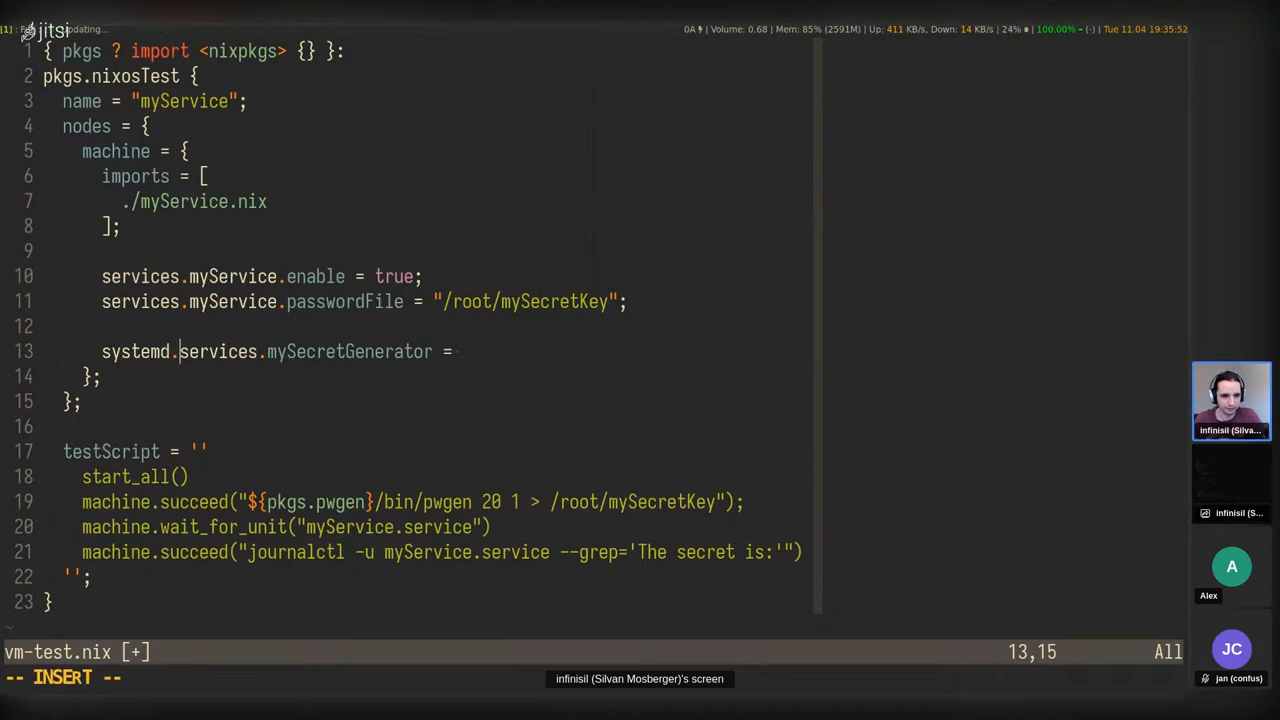 jitsi
[1] : F pdating... 0A Volume: 0.68 | Mem: 85% (2591M) | Up: 411 KB/s, Down: 14 KB/s | 24% | 100.00% ~ (-) | Tue 11.04 19:35:52
1 { pkgs ? import <nixpkgs> {} }:
2 pkgs.nixosTest {
3 name = "myService";
4 nodes = {
5 machine = {
6 imports = [
7 ./myService.nix
8 ];
9
10 services.myService.enable = true;
11 services.myService.passwordFile = "/root/mySecretKey";
12
13 systemd.services.mySecretGenerator =
14 };
15 };
16
17 testScript = ''
18 start_all()
19 machine.succeed("${pkgs.pwgen}/bin/pwgen 20 1 > /root/mySecretKey");
20 machine.wait_for_unit("myService.service")
21 machine.succeed("journalctl -u myService.service --grep='The secret is:'")
22 '';
23 }
~
vm-test.nix [+] 13,15 All
-- INSERT --
infinisil (Silvan Mosberger)'s screen
infinisil (Silva...
infinisil (S...
A
Alex
JC
jan (confus)